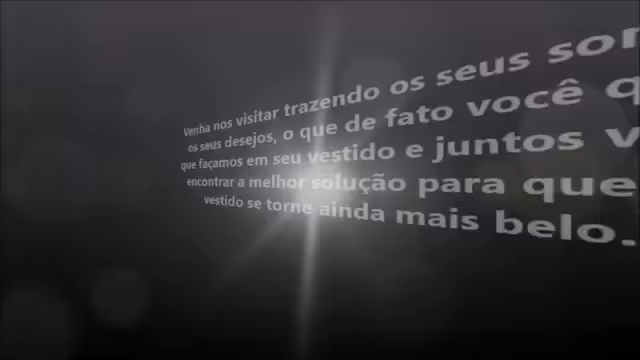 Venha nos visitar trazendo os seus
os seus desejos, o que de fato você
que façamos em seu vestido e juntos
encontrar a melhor solução para que
vestido se torne ainda mais belo.